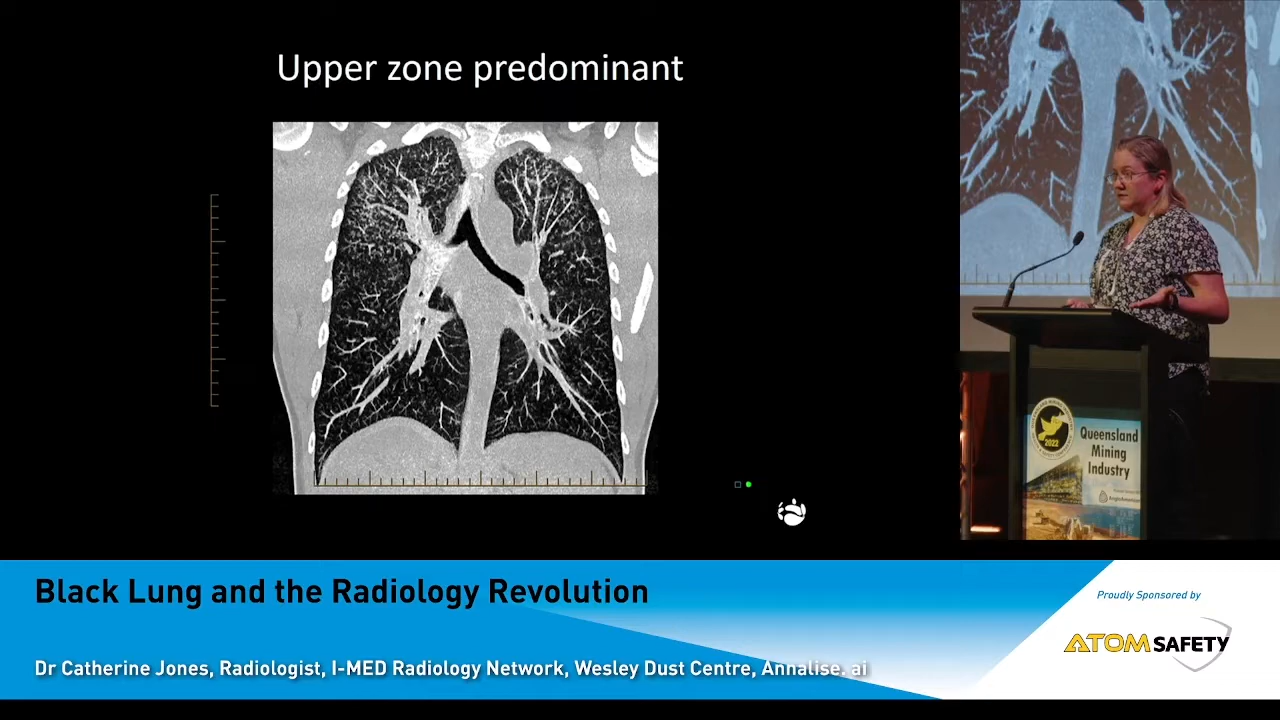 Upper zone predominant
2022
Queensland
Mining
Industry
Black Lung and the Radiology Revolution
Dr Catherine Jones, Radiologist, I-MED Radiology Network, Wesley Dust Centre, Annalise. ai
Proudly Sponsored by
ATOM SAFETY